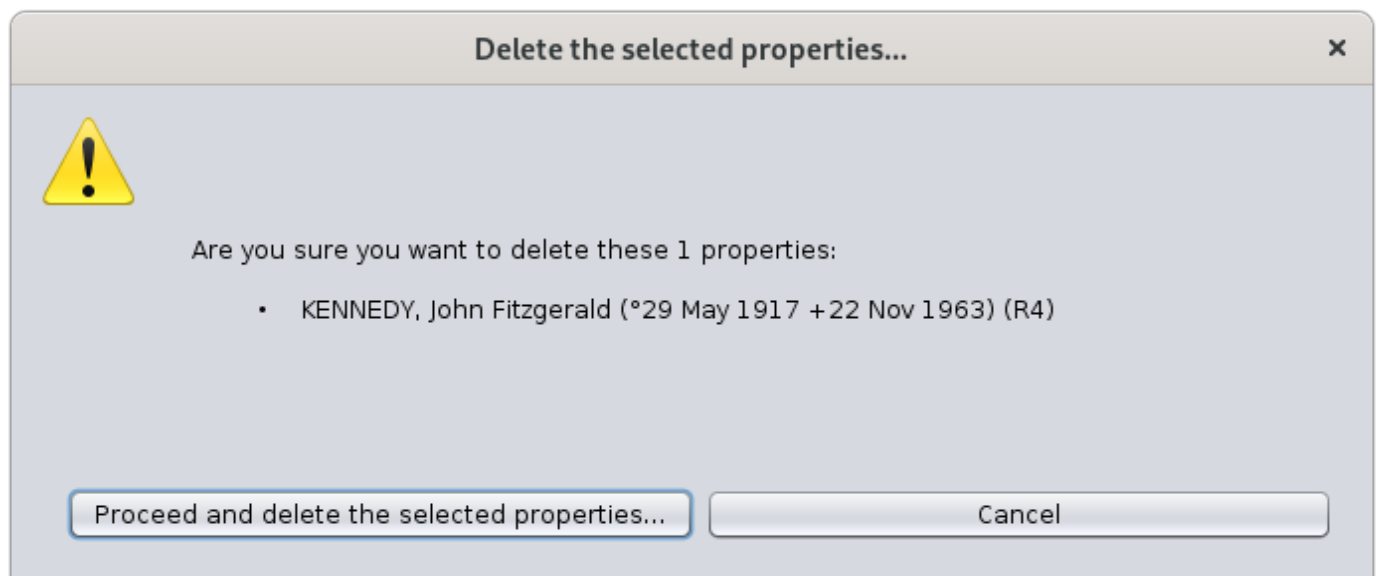 Delete the selected properties...
×
Are you sure you want to delete these 1 properties:
• KENNEDY, John Fitzgerald (°29 May 1917 +22 Nov 1963) (R4)
Proceed and delete the selected properties...
Cancel